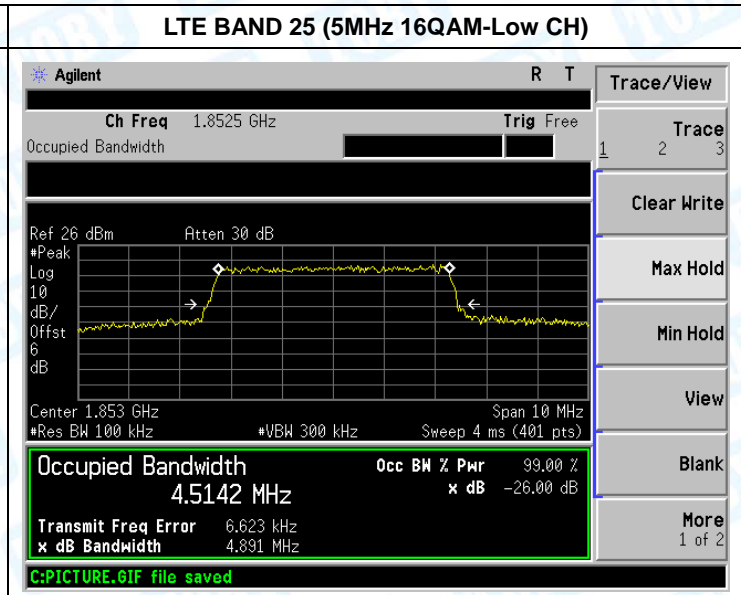 LTE BAND 25 (5MHz 16QAM-Low CH)
Agilent R T
Ch Freq 1.8525 GHz Trig Free
Occupied Bandwidth
Ref 26 dBm Atten 30 dB
#Peak
Log
10
dB/
Offst
6
dB
Center 1.853 GHz Span 10 MHz
#Res BW 100 kHz #VBW 300 kHz Sweep 4 ms (401 pts)
Occupied Bandwidth Occ BW % Pwr 99.00 %
4.5142 MHz x dB -26.00 dB
Transmit Freq Error 6.623 kHz
x dB Bandwidth 4.891 MHz
C:PICTURE.GIF file saved
Trace/View
Trace
1 2 3
Clear Write
Max Hold
Min Hold
View
Blank
More
1 of 2